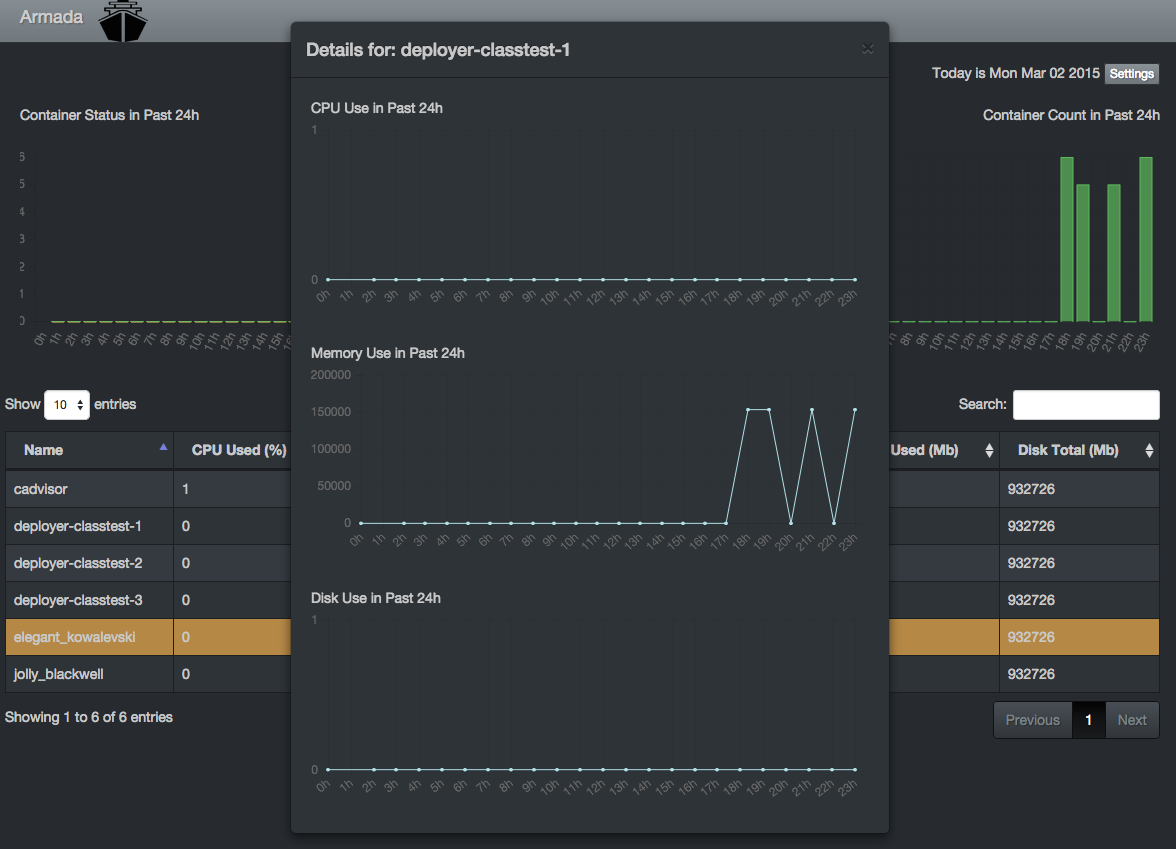 Armada
Today is Mon Mar 02 2015 Settings
Container Status in Past 24h
Container Count in Past 24h
6
5
4
3
2
1
0
0h 1h 2h 3h 4h 5h 6h 7h 8h 9h 10h 11h 12h 13h 14h 15h
8h 9h 10h 11h 12h 13h 14h 15h 16h 17h 18h 19h 20h 21h 22h 23h
Show 10 entries
Search:
Name CPU Used (%) Used (Mb) Disk Total (Mb)
cadvisor 1 932726
deployer-classtest-1 0 932726
deployer-classtest-2 0 932726
deployer-classtest-3 0 932726
elegant_kowalevski 0 932726
jolly_blackwell 0 932726
Showing 1 to 6 of 6 entries
Previous 1 Next
Details for: deployer-classtest-1 ×
CPU Use in Past 24h
1
0
0h 1h 2h 3h 4h 5h 6h 7h 8h 9h 10h 11h 12h 13h 14h 15h 16h 17h 18h 19h 20h 21h 22h 23h
Memory Use in Past 24h
200000
150000
100000
50000
0
0h 1h 2h 3h 4h 5h 6h 7h 8h 9h 10h 11h 12h 13h 14h 15h 16h 17h 18h 19h 20h 21h 22h 23h
Disk Use in Past 24h
1
0
0h 1h 2h 3h 4h 5h 6h 7h 8h 9h 10h 11h 12h 13h 14h 15h 16h 17h 18h 19h 20h 21h 22h 23h